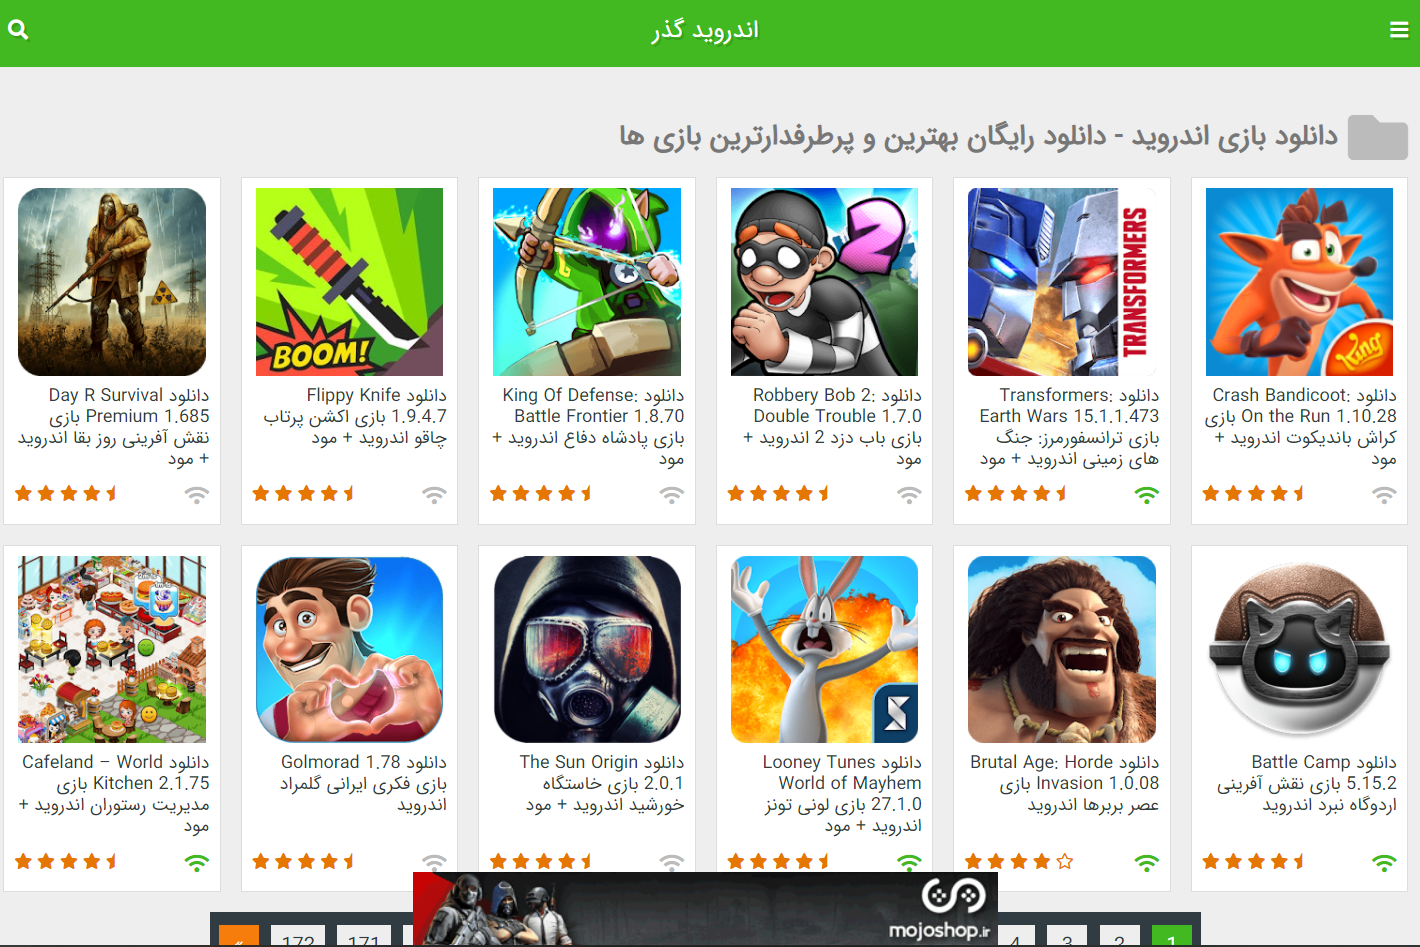 اندروید گذر
دانلود بازی اندروید - دانلود رایگان بهترین و پرطرفدارترین بازی ها
King
دانلود Crash Bandicoot:
On the Run 1.10.28 بازی
کراش باندیکوت اندروید +
مود
TRANSFORMERS
دانلود Transformers:
Earth Wars 15.1.1.473
بازی ترانسفورمرز: جنگ
های زمینی اندروید + مود
2
دانلود Robbery Bob 2:
Double Trouble 1.7.0
بازی باب دزد 2 اندروید +
مود
دانلود King Of Defense:
Battle Frontier 1.8.70
بازی پادشاه دفاع اندروید +
مود
BOOM!
دانلود Flippy Knife
1.9.4.7 بازی اکشن پرتاب
چاقو اندروید + مود
دانلود Day R Survival
Premium 1.685 بازی
نقش آفرینی روز بقا اندروید
+ مود
دانلود Battle Camp
5.15.2 بازی نقش آفرینی
اردوگاه نبرد اندروید
دانلود Brutal Age: Horde
Invasion 1.0.08 بازی
عصر بربرها اندروید
دانلود Looney Tunes
World of Mayhem
27.1.0 بازی لونی تونز
اندروید + مود
دانلود The Sun Origin
2.0.1 بازی خاستگاه
خورشید اندروید + مود
دانلود Golmorad 1.78
بازی فکری ایرانی گلمراد
اندروید
دانلود Cafeland – World
Kitchen 2.1.75 بازی
مدیریت رستوران اندروید +
مود
mojoshop.ir
1 2 3 4 171 172 »